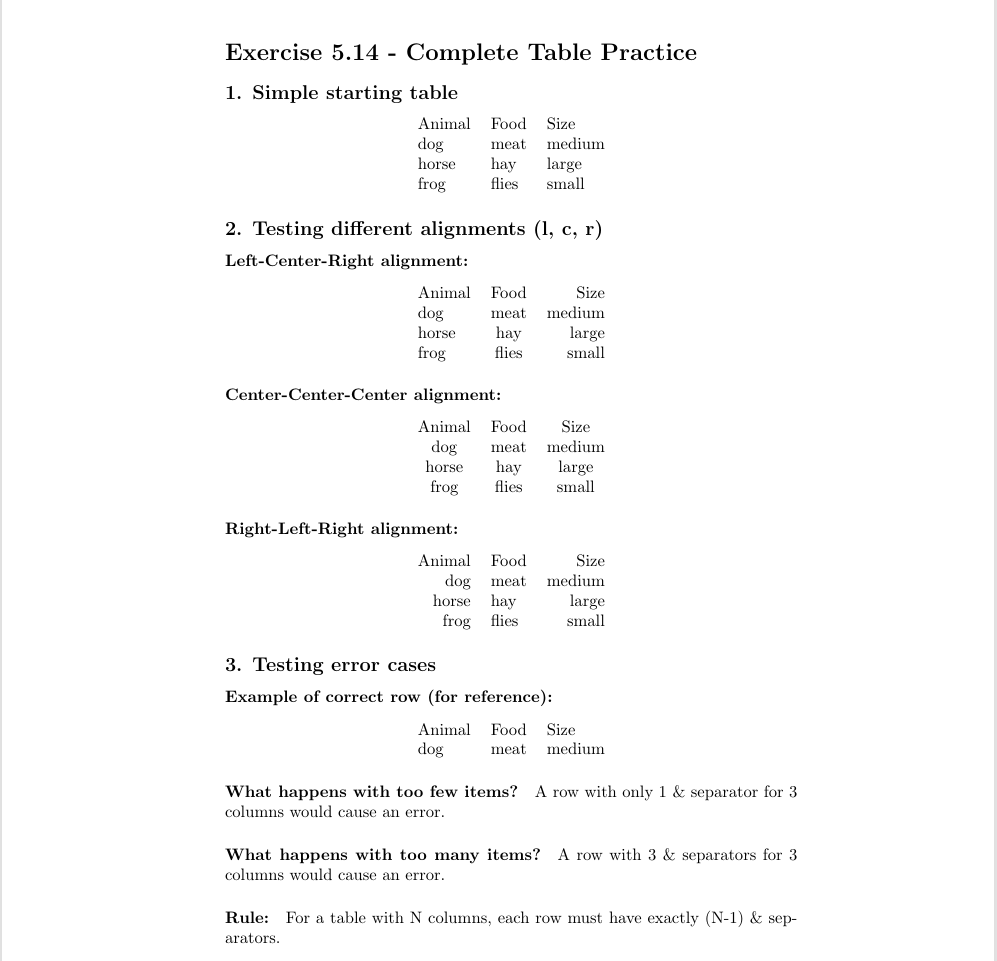 Exercise 5.14 - Complete Table Practice
1. Simple starting table
Animal Food Size
dog meat medium
horse hay large
frog flies small
2. Testing different alignments (l, c, r)
Left-Center-Right alignment:
Animal Food Size
dog meat medium
horse hay large
frog flies small
Center-Center-Center alignment:
Animal Food Size
dog meat medium
horse hay large
frog flies small
Right-Left-Right alignment:
Animal Food Size
dog meat medium
horse hay large
frog flies small
3. Testing error cases
Example of correct row (for reference):
Animal Food Size
dog meat medium
What happens with too few items? A row with only 1 & separator for 3
columns would cause an error.
What happens with too many items? A row with 3 & separators for 3
columns would cause an error.
Rule: For a table with N columns, each row must have exactly (N-1) & sep-
arators.